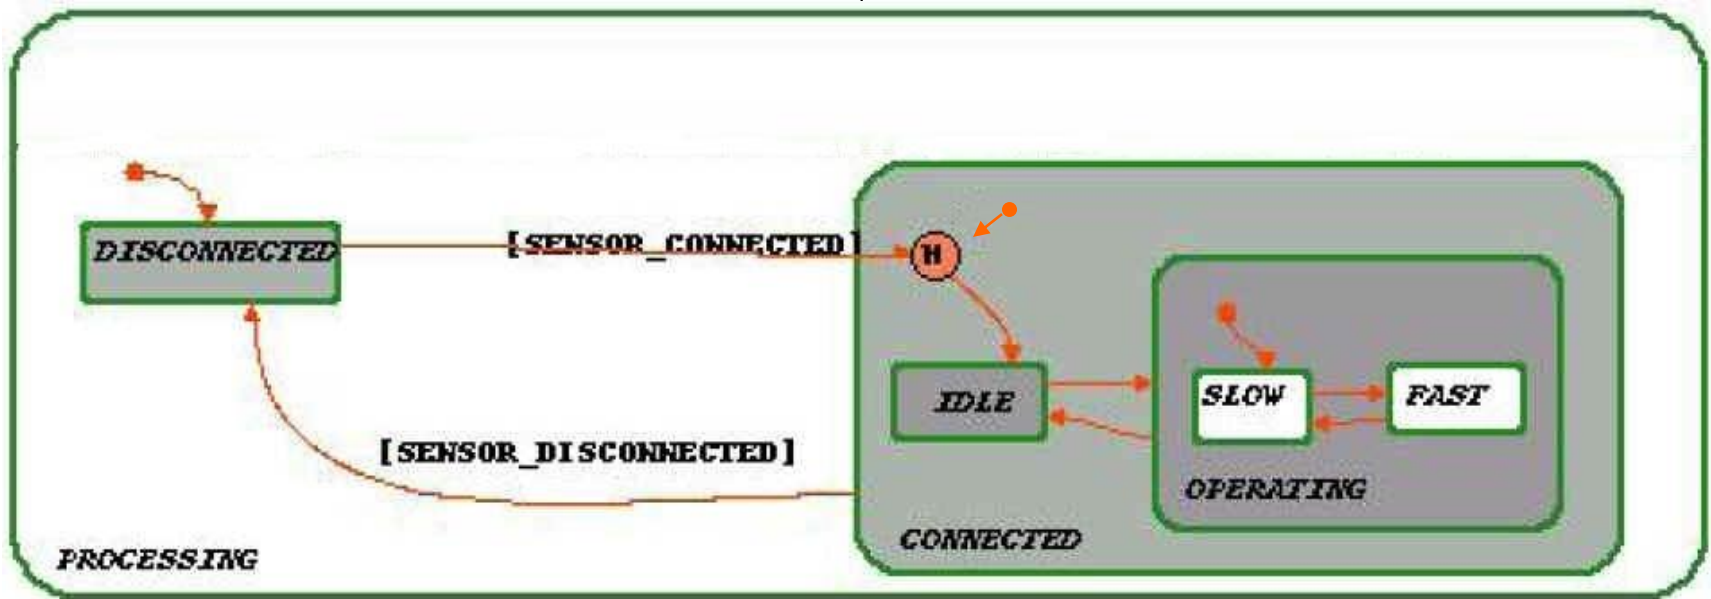 DISCONNECTED
[SENSOR_CONNECTED]
H
IDLE
SLOW
FAST
[SENSOR_DISCONNECTED]
OPERATING
CONNECTED
PROCESSING